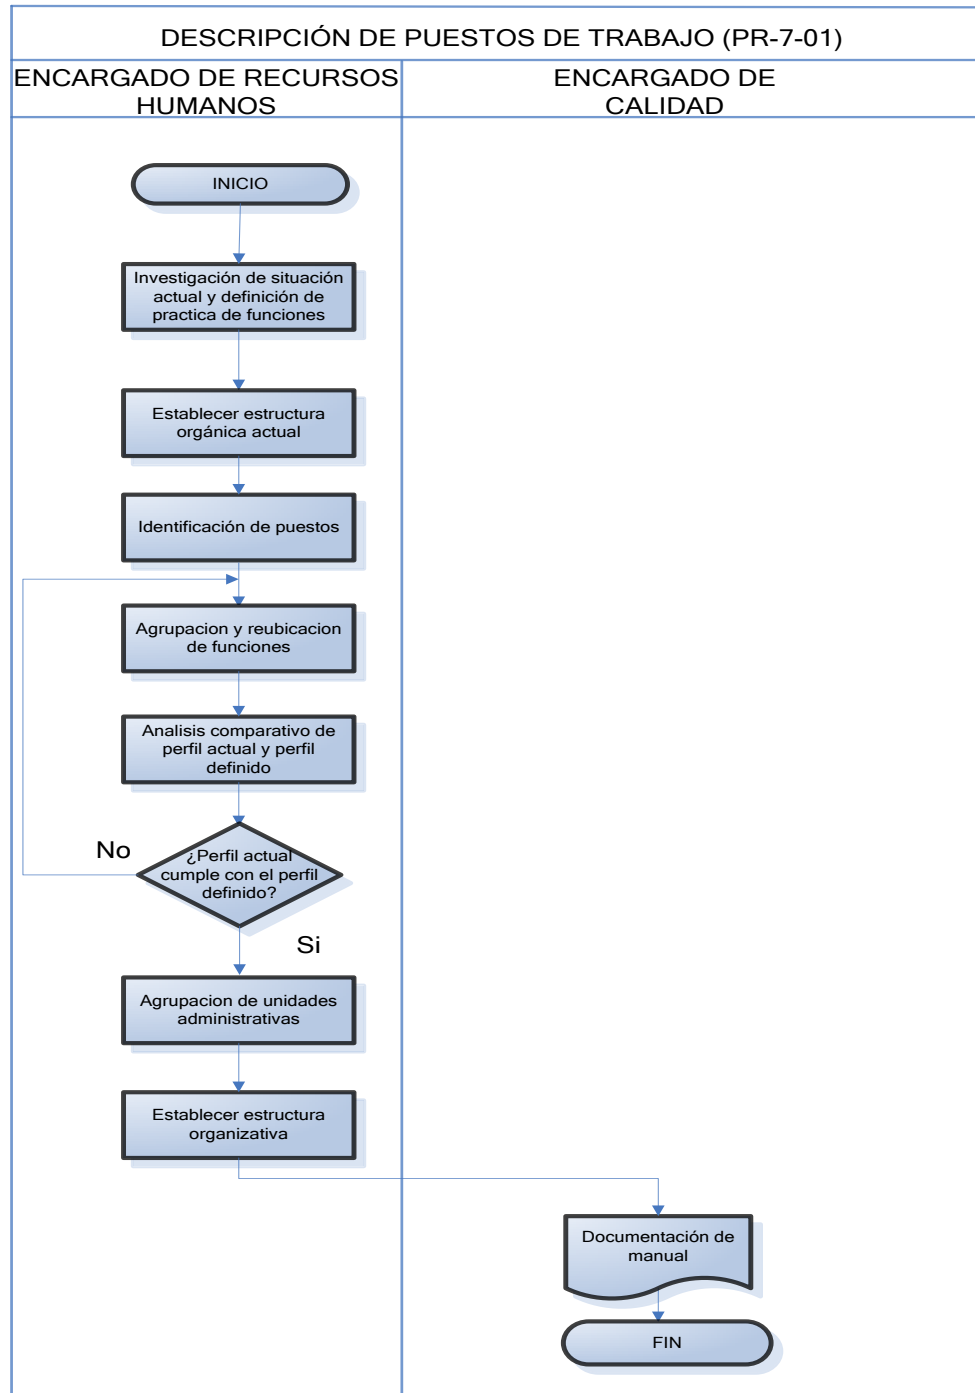 DESCRIPCIÓN DE PUESTOS DE TRABAJO (PR-7-01)
ENCARGADO DE RECURSOS
HUMANOS
ENCARGADO DE
CALIDAD
INICIO
Investigación de situación
actual y definición de
practica de funciones
Establecer estructura
orgánica actual
Identificación de puestos
Agrupacion y reubicacion
de funciones
Analisis comparativo de
perfil actual y perfil
definido
No
¿Perfil actual
cumple con el perfil
definido?
Si
Agrupacion de unidades
administrativas
Establecer estructura
organizativa
Documentación de
manual
FIN